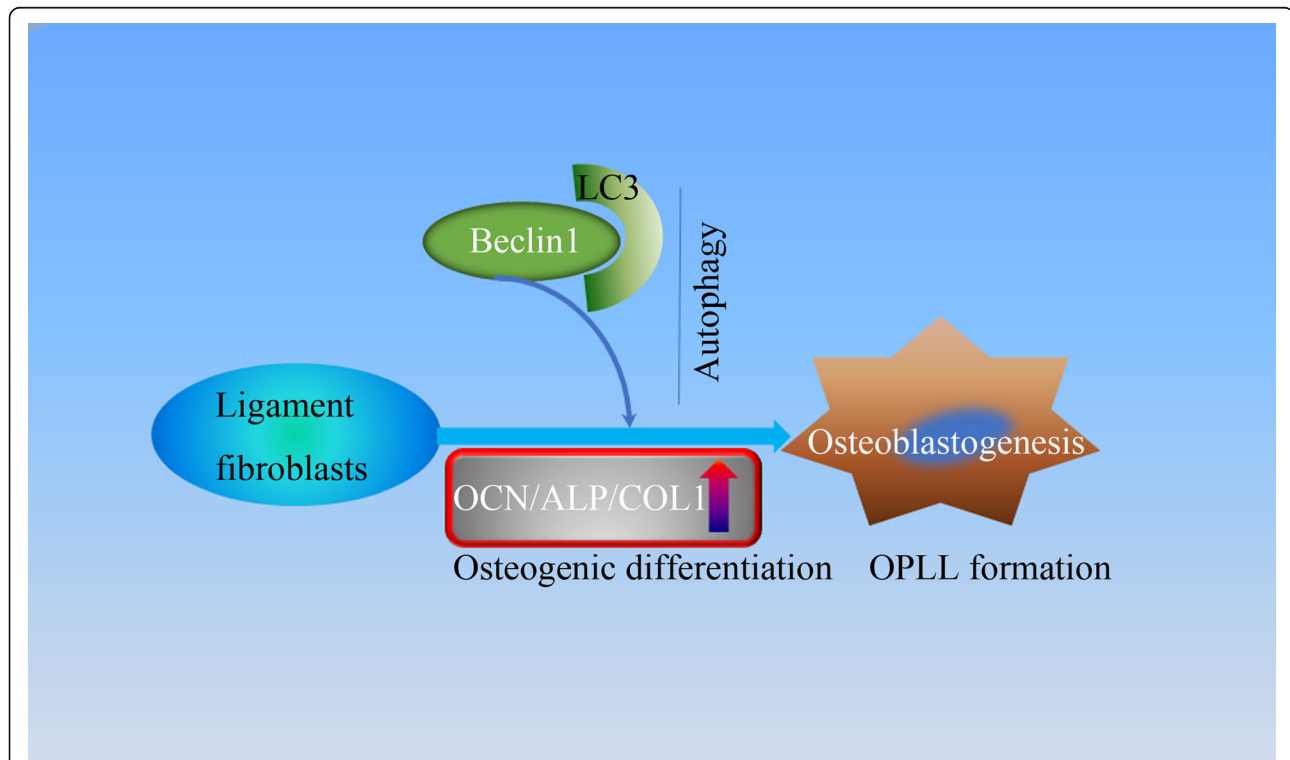 LC3
Beclin1
Autophagy
Ligament
fibroblasts
Osteoblastogenesis
OCN/ALP/COL1
Osteogenic differentiation
OPLL formation